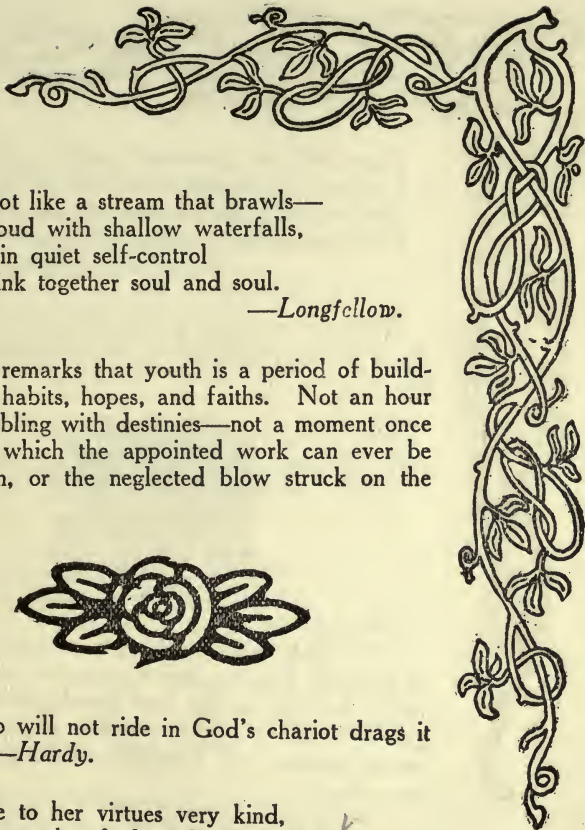 ot like a stream that brawls—
oud with shallow waterfalls,
in quiet self-control
nk together soul and soul.
—Longfellow.
remarks that youth is a period of build-
habits, hopes, and faiths. Not an hour
bling with destinies—not a moment once
which the appointed work can ever be
n, or the neglected blow struck on the
o will not ride in God's chariot drags it
—Hardy.
e to her virtues very kind,